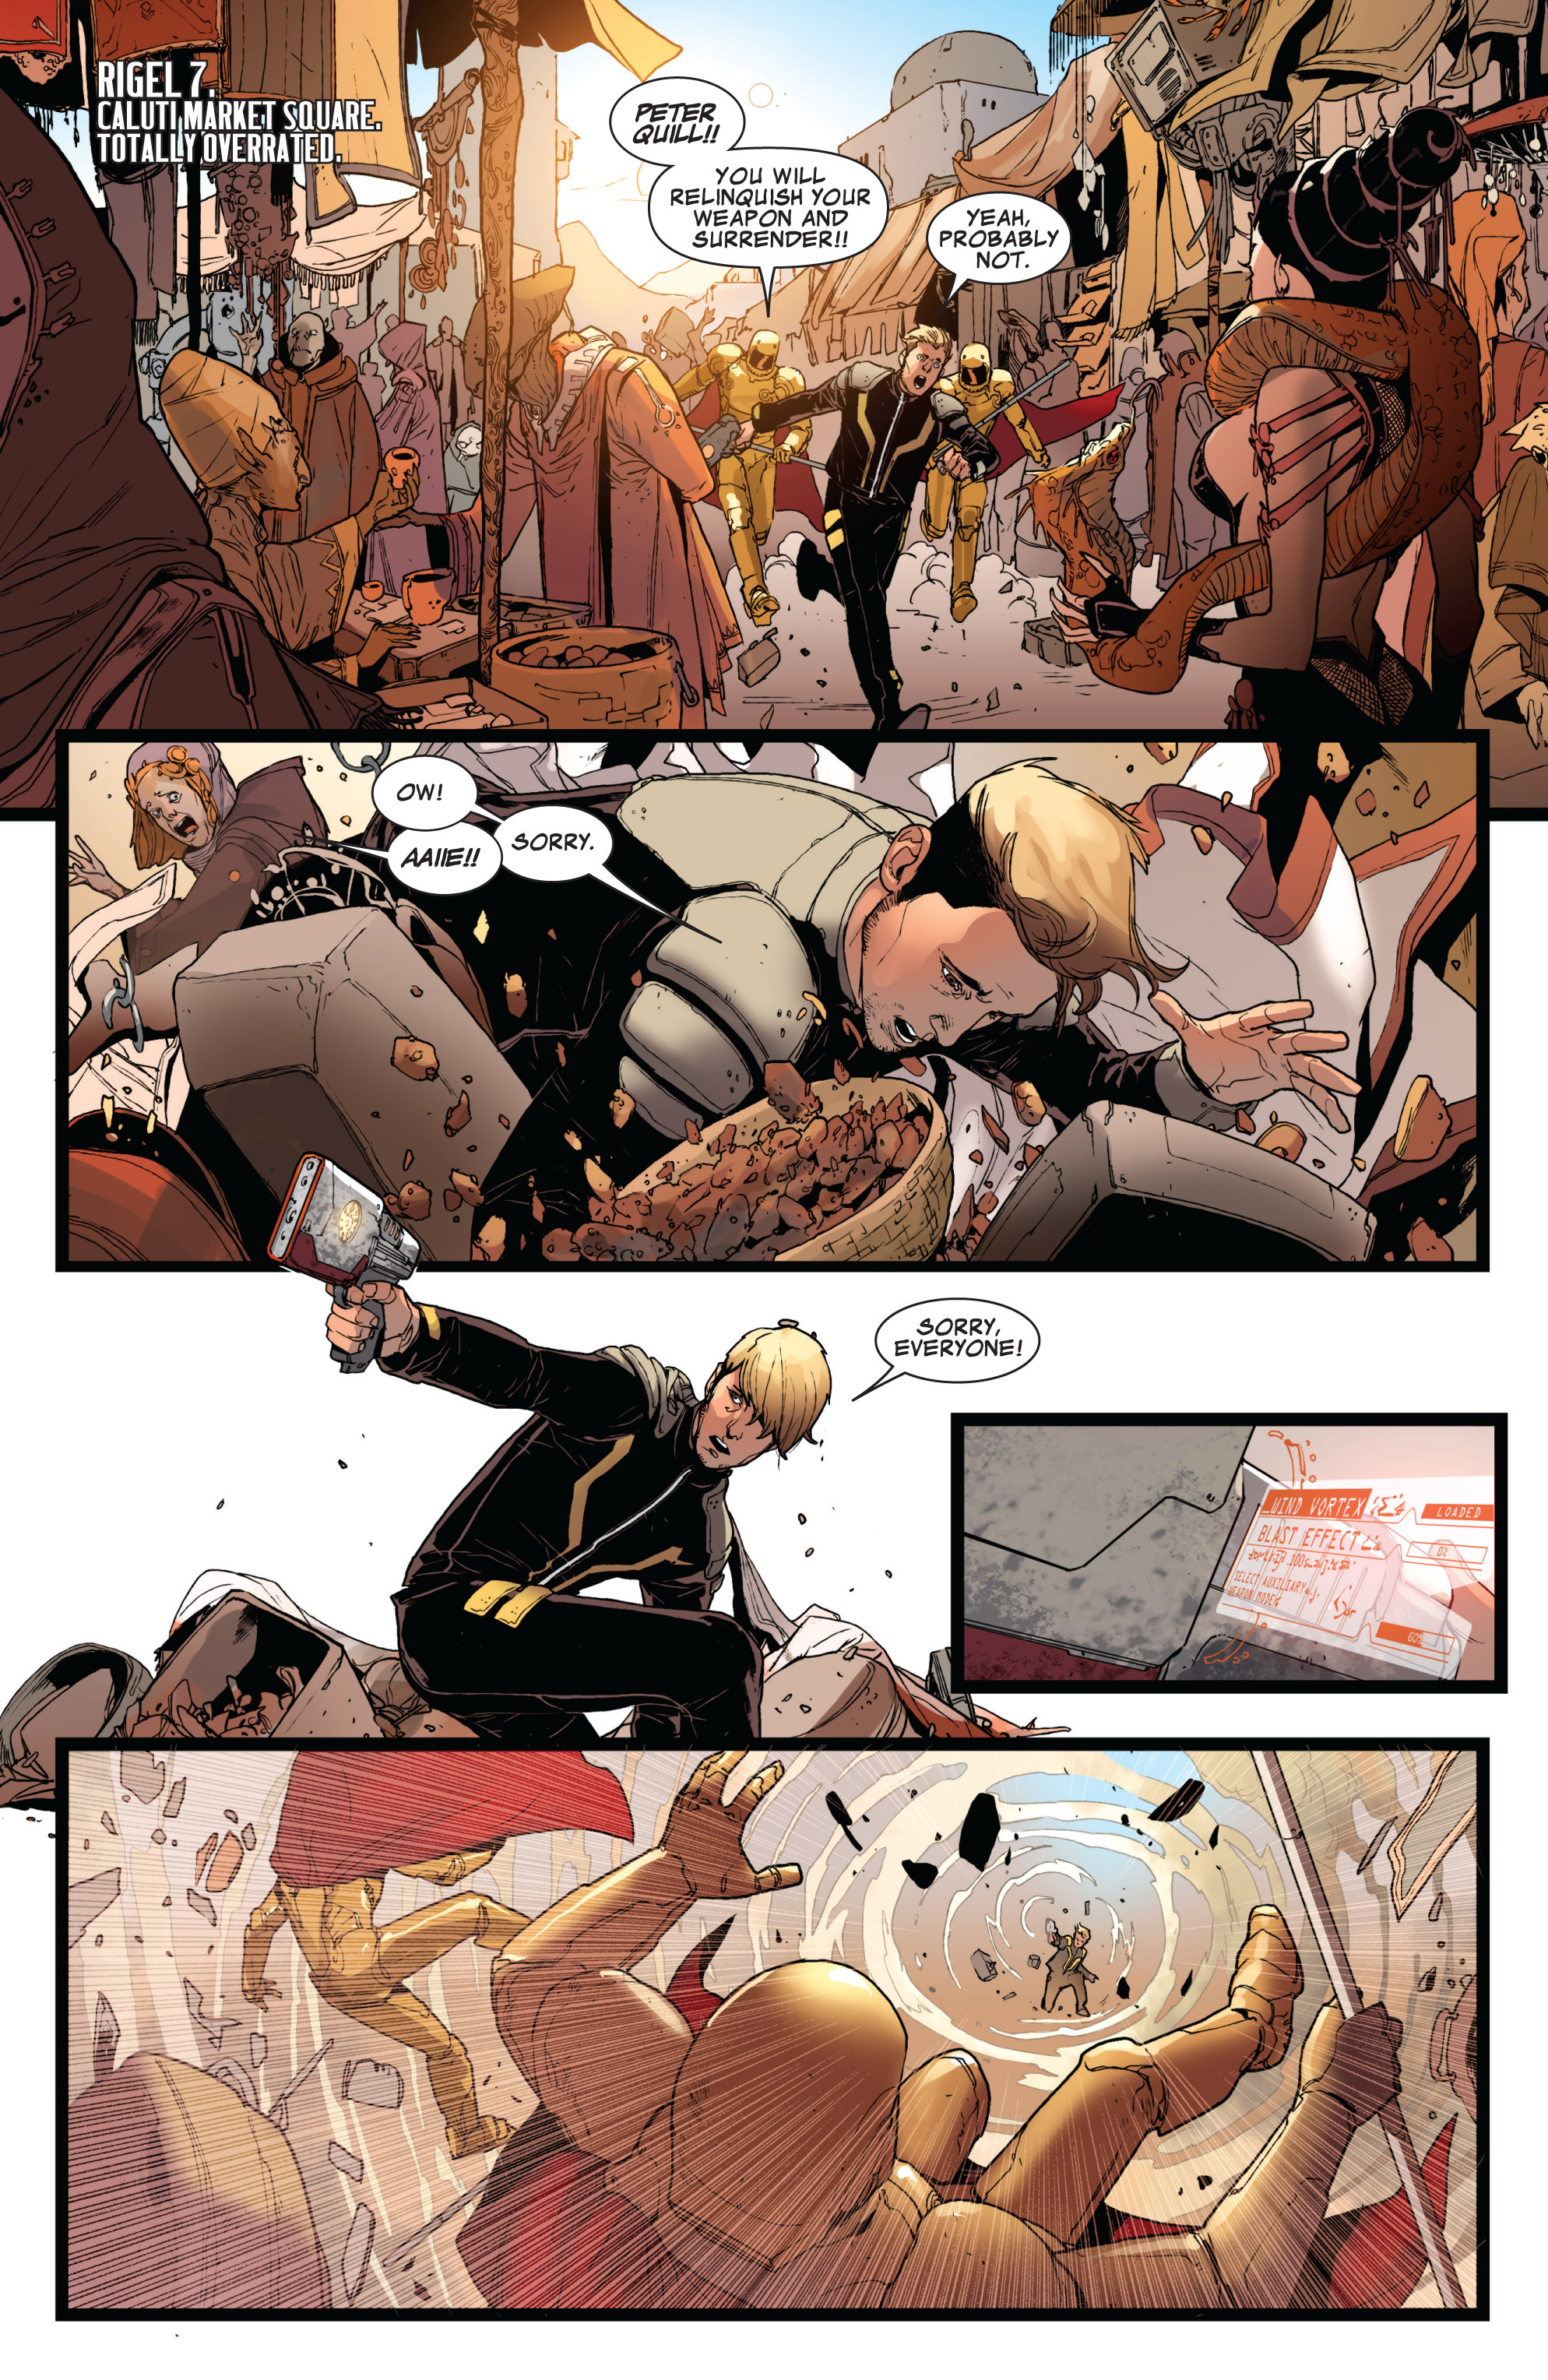 RIGEL 7.
CALUTI MARKET SQUARE.
TOTALLY OVERRATED.
PETER
QUILL!!
YOU WILL
RELINQUISH YOUR
WEAPON AND
SURRENDER!!
YEAH,
PROBABLY
NOT.
OW!
AAIIE!!
SORRY.
SORRY,
EVERYONE!
WIND VORTEX
LOADED
BLAST EFFECT
0%
SELECT AUXILIARY
WEAPON MODE
60%